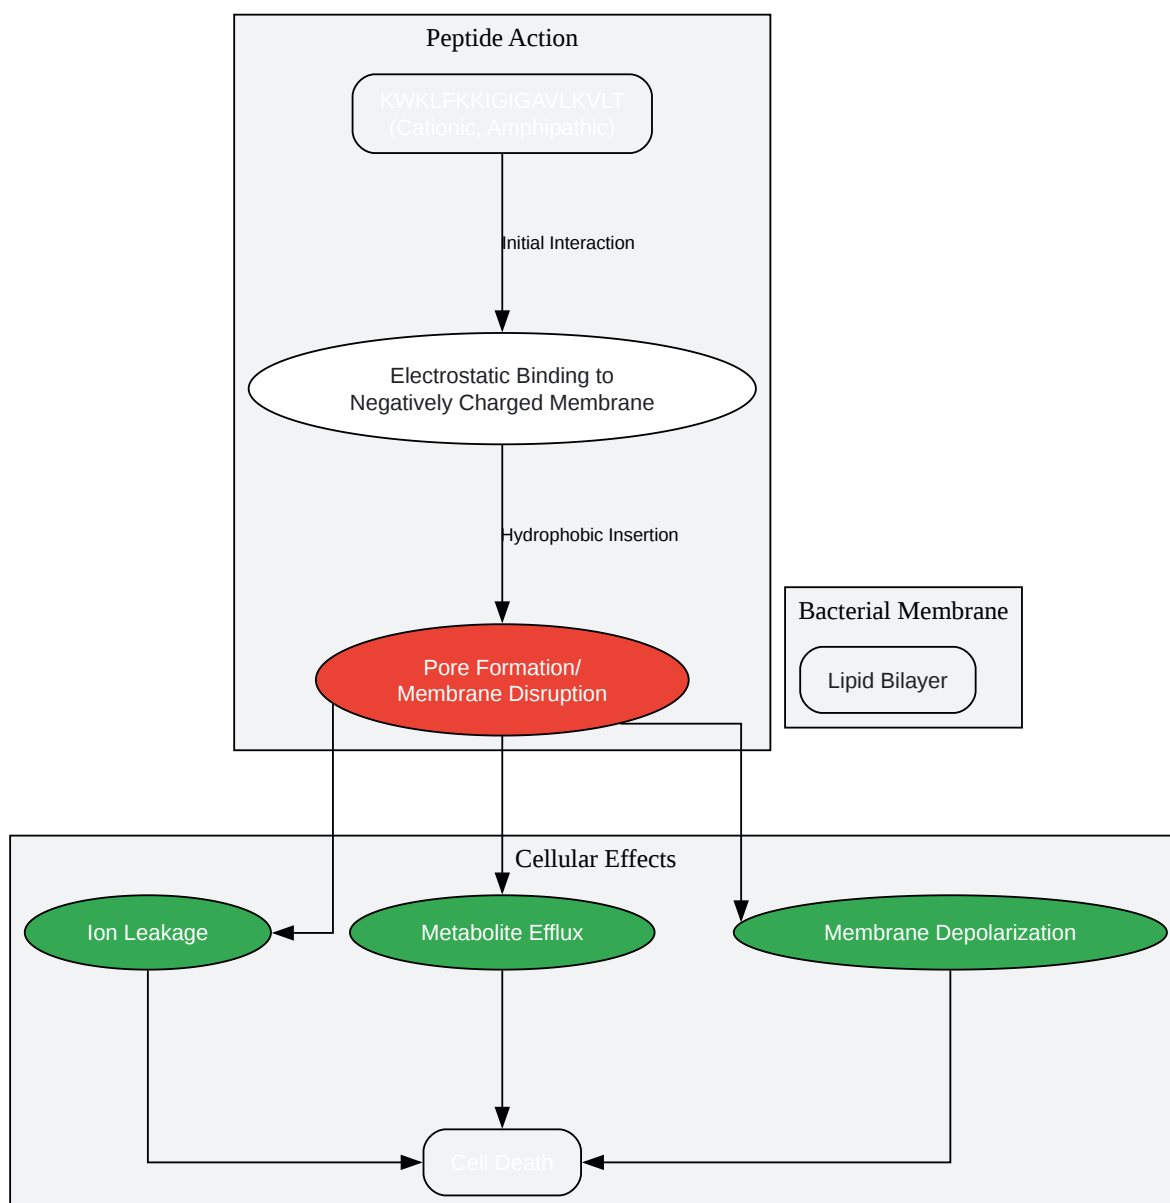 Peptide Action
KWKLFKKIGIGAVLKVLT
(Cationic, Amphipathic)
Initial Interaction
Electrostatic Binding to
Negatively Charged Membrane
Hydrophobic Insertion
Pore Formation/
Membrane Disruption
Bacterial Membrane
Lipid Bilayer
Cellular Effects
Ion Leakage
Metabolite Efflux
Membrane Depolarization
Cell Death